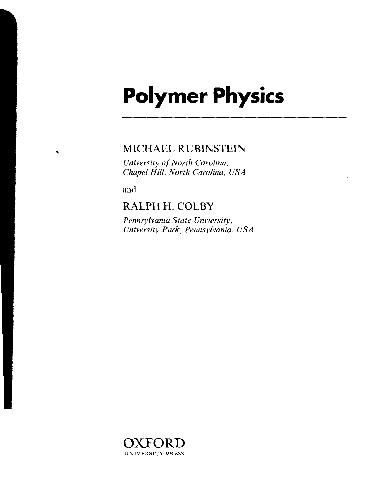 Polymer Physics
MICHAEL RUBINSTEIN
University of North Carolina,
Chapel Hill, North Carolina, USA
and
RALPH H. COLBY
Pennsylvania State University,
University Park, Pennsylvania, USA
OXFORD
UNIVERSITY PRESS